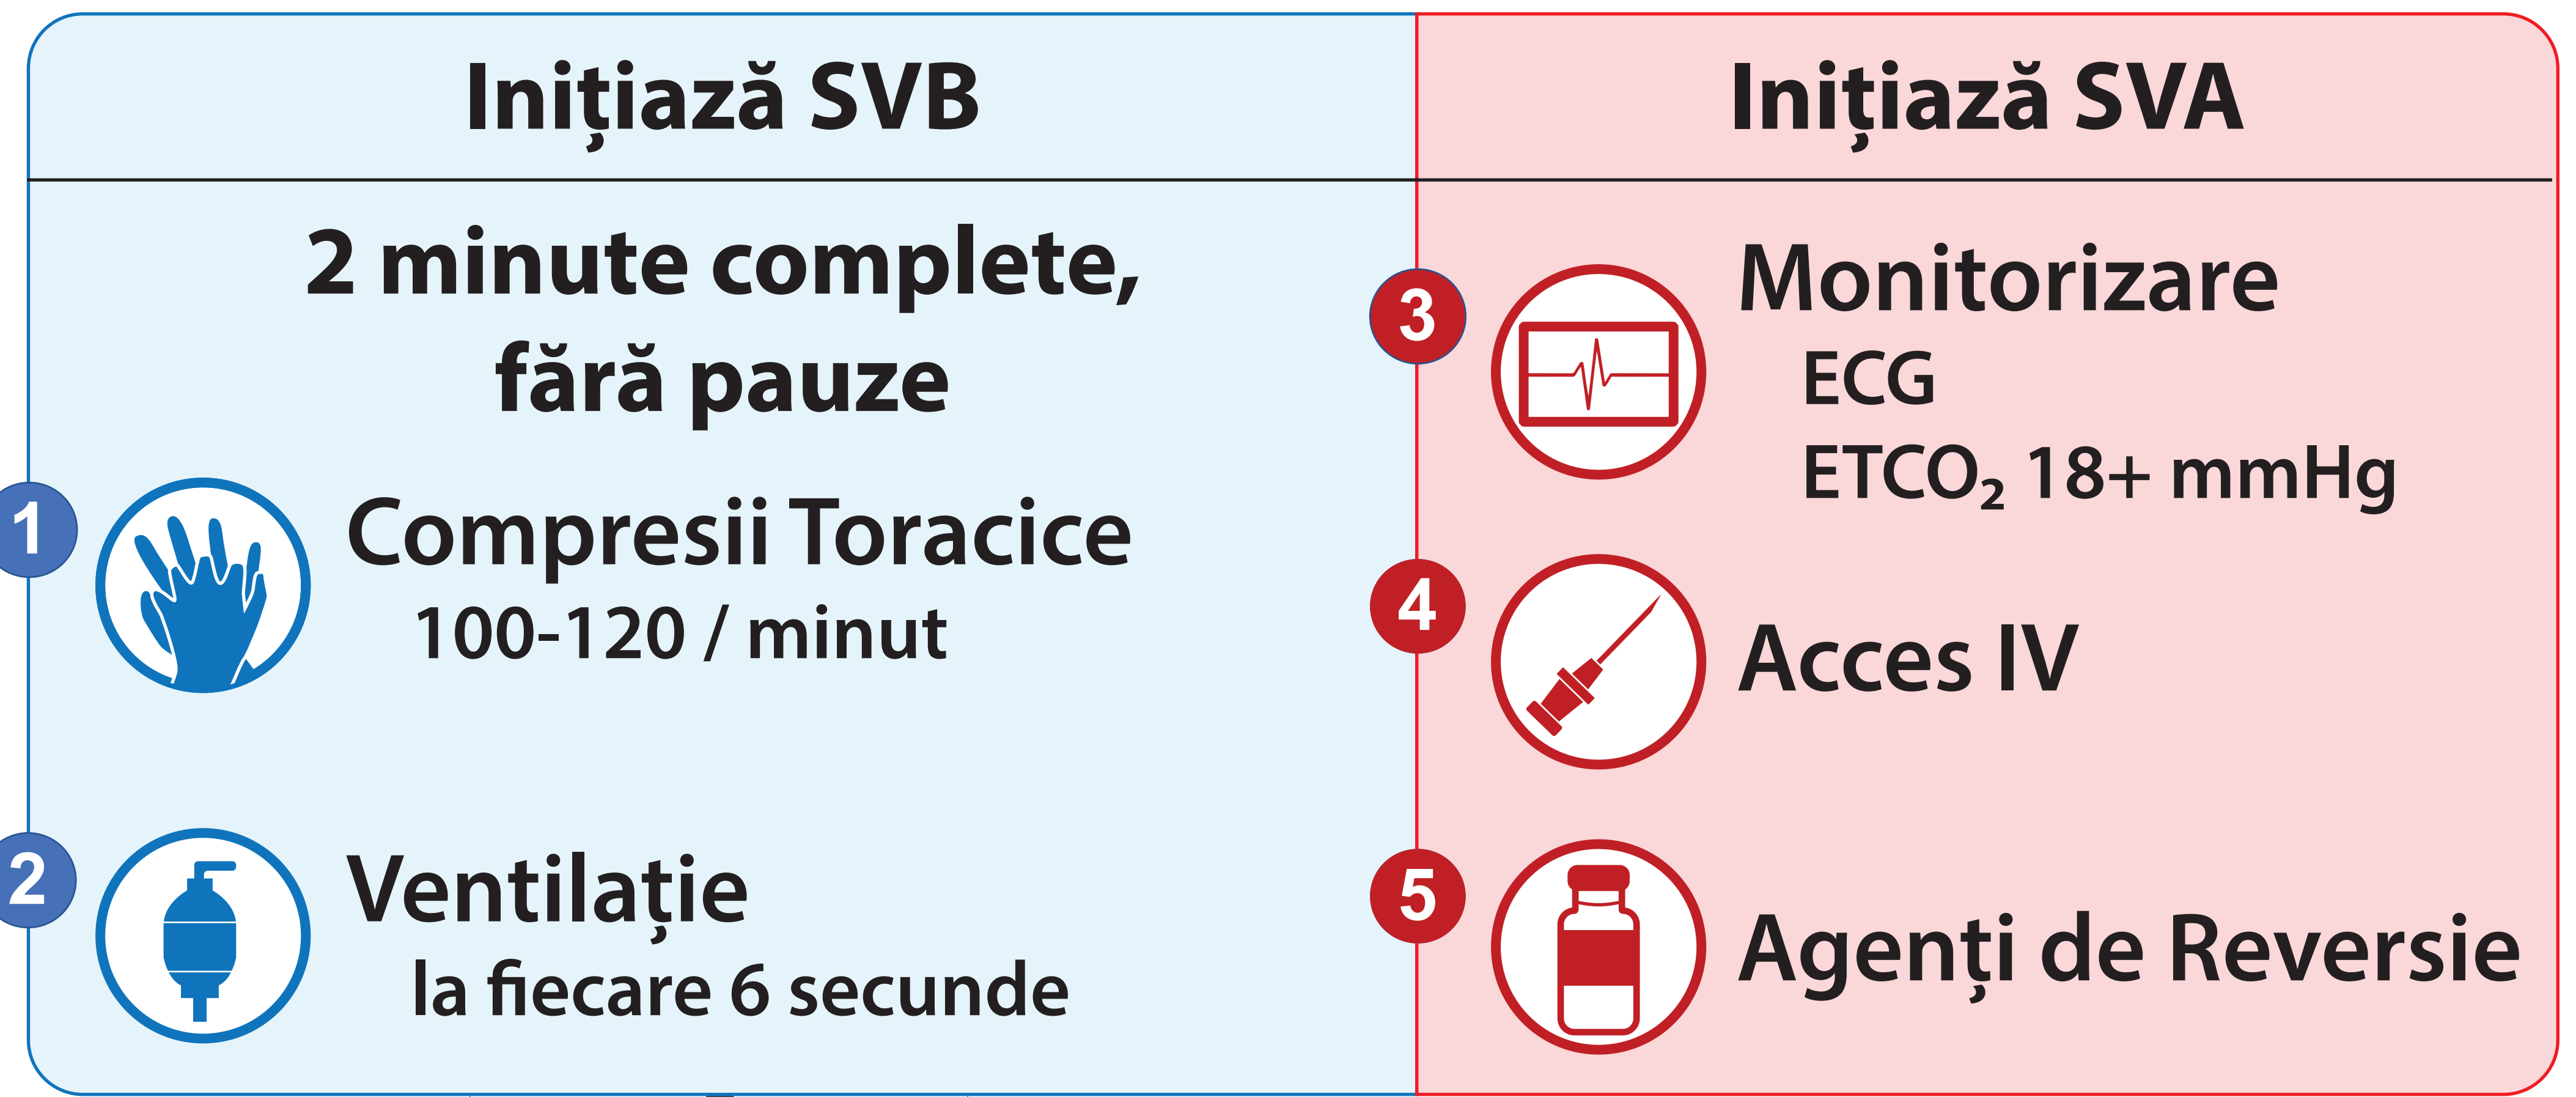 Inițiază SVB
2 minute complete,
fără pauze
1
Compresii Toracice
100-120 / minut
2
Ventilație
la fiecare 6 secunde
Inițiază SVA
3
Monitorizare
ECG
ETCO₂ 18+ mmHg
4
Acces IV
5
Agenți de Reversie